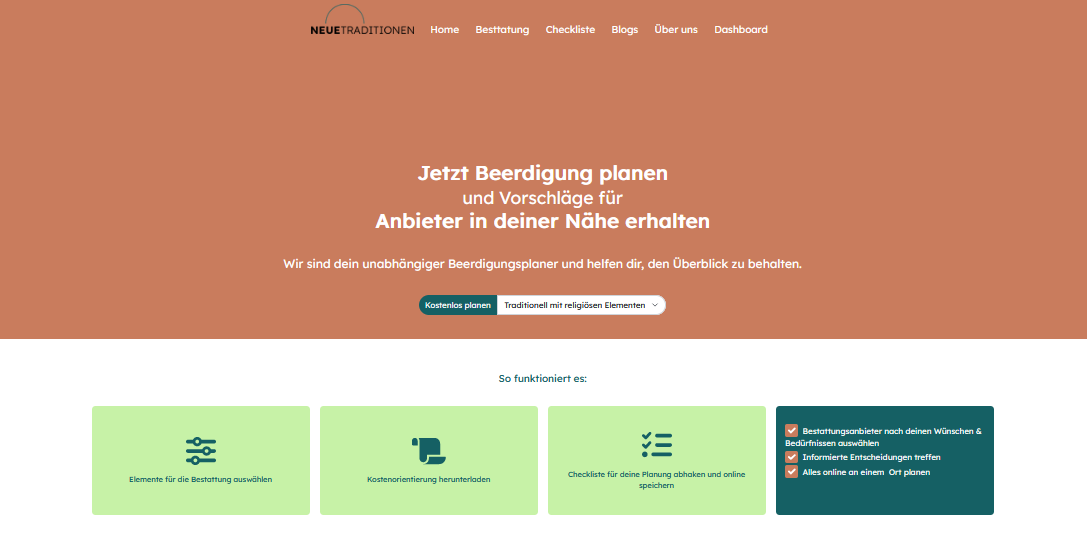 NEUETRADITIONEN Home Besttatung Checkliste Blogs Über uns Dashboard
Jetzt Beerdigung planen
und Vorschläge für
Anbieter in deiner Nähe erhalten
Wir sind dein unabhängiger Beerdigungsplaner und helfen dir, den Überblick zu behalten.
Kostenlos planen Traditionell mit religiösen Elementen
So funktioniert es:
Elemente für die Bestattung auswählen
Kostenorientierung herunterladen
Checkliste für deine Planung abhaken und online
speichern
Bestattungsanbieter nach deinen Wünschen &
Bedürfnissen auswählen
Informierte Entscheidungen treffen
Alles online an einem Ort planen